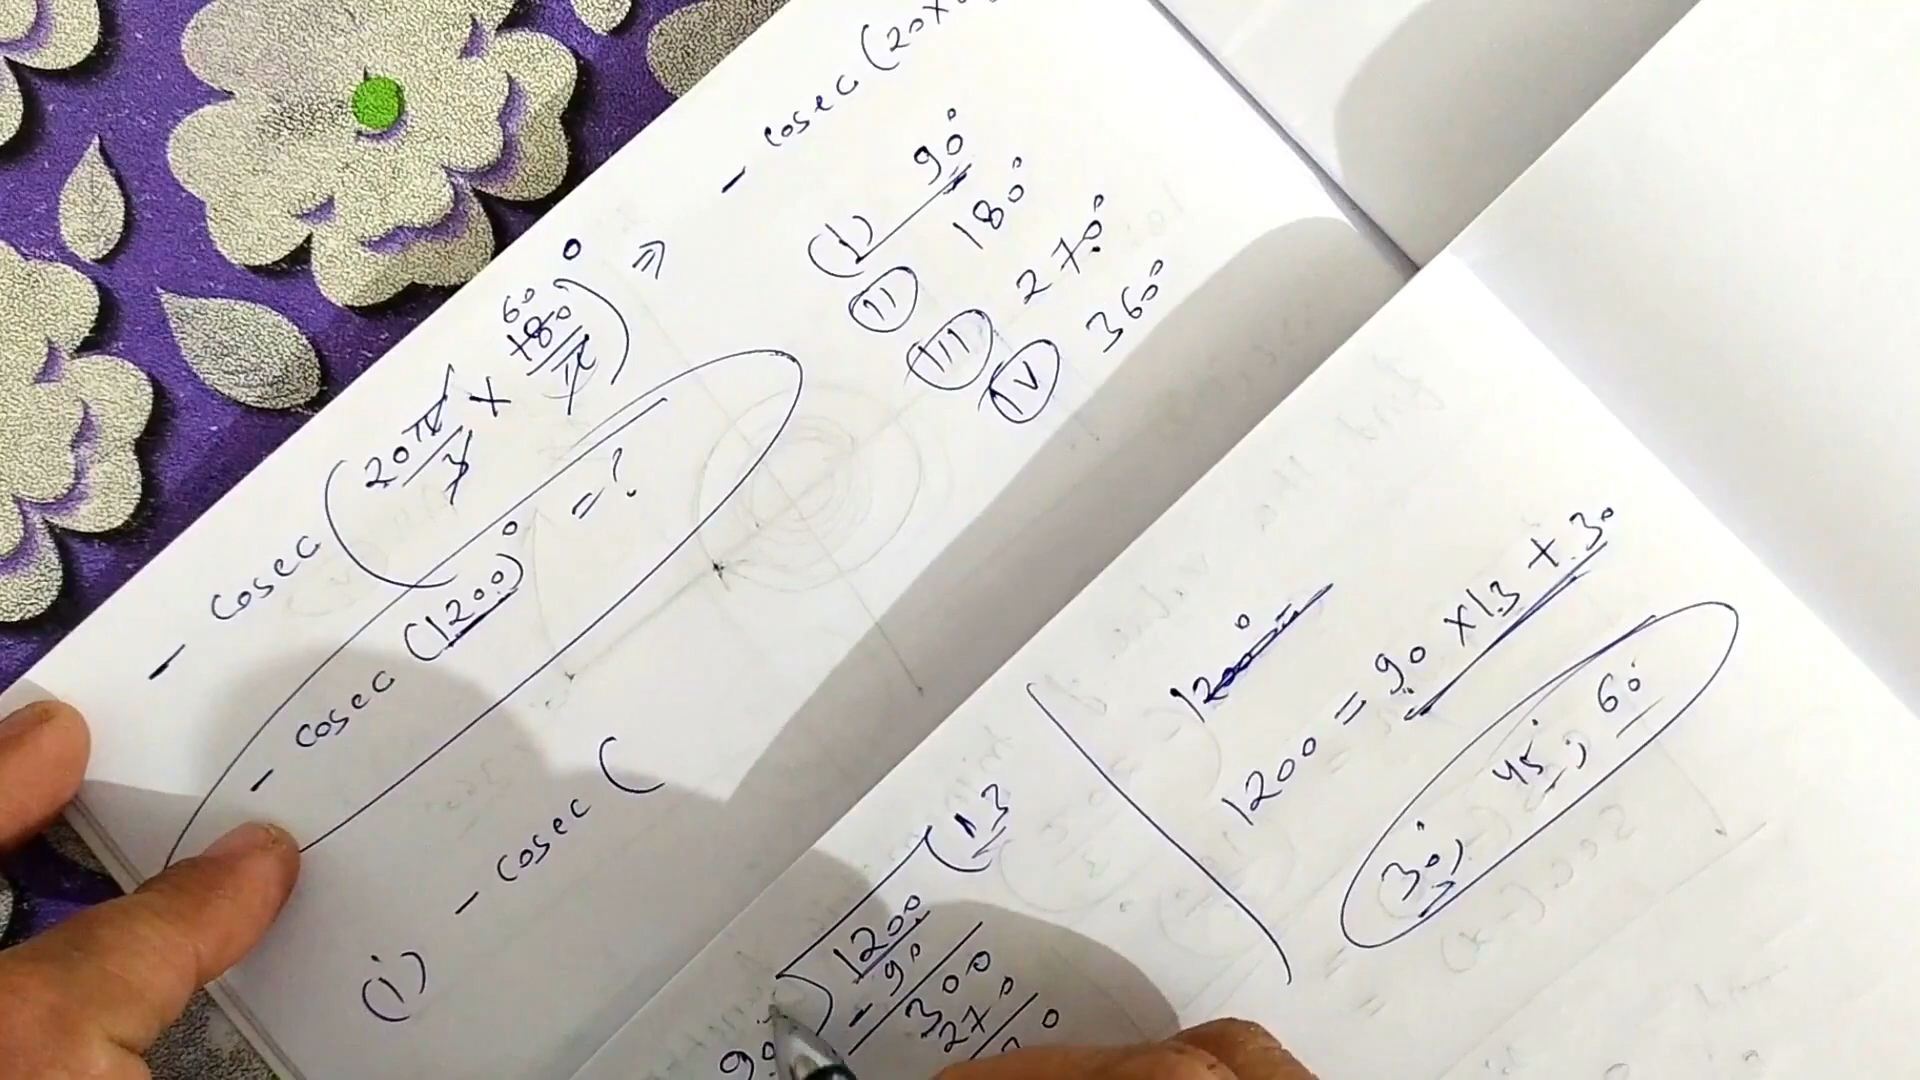 - cosec (20π/3 × 180/π)° ⇒ - cosec (20×
60
- cosec (1200)° = ?
(I) 90°
(II) 180°
(III) 270°
(IV) 360°
(i) - cosec (
90 ) 1200 ( 13
- 90
300
270
1200°
1200 = 90 × 13 + 30
30°, 45°, 60°